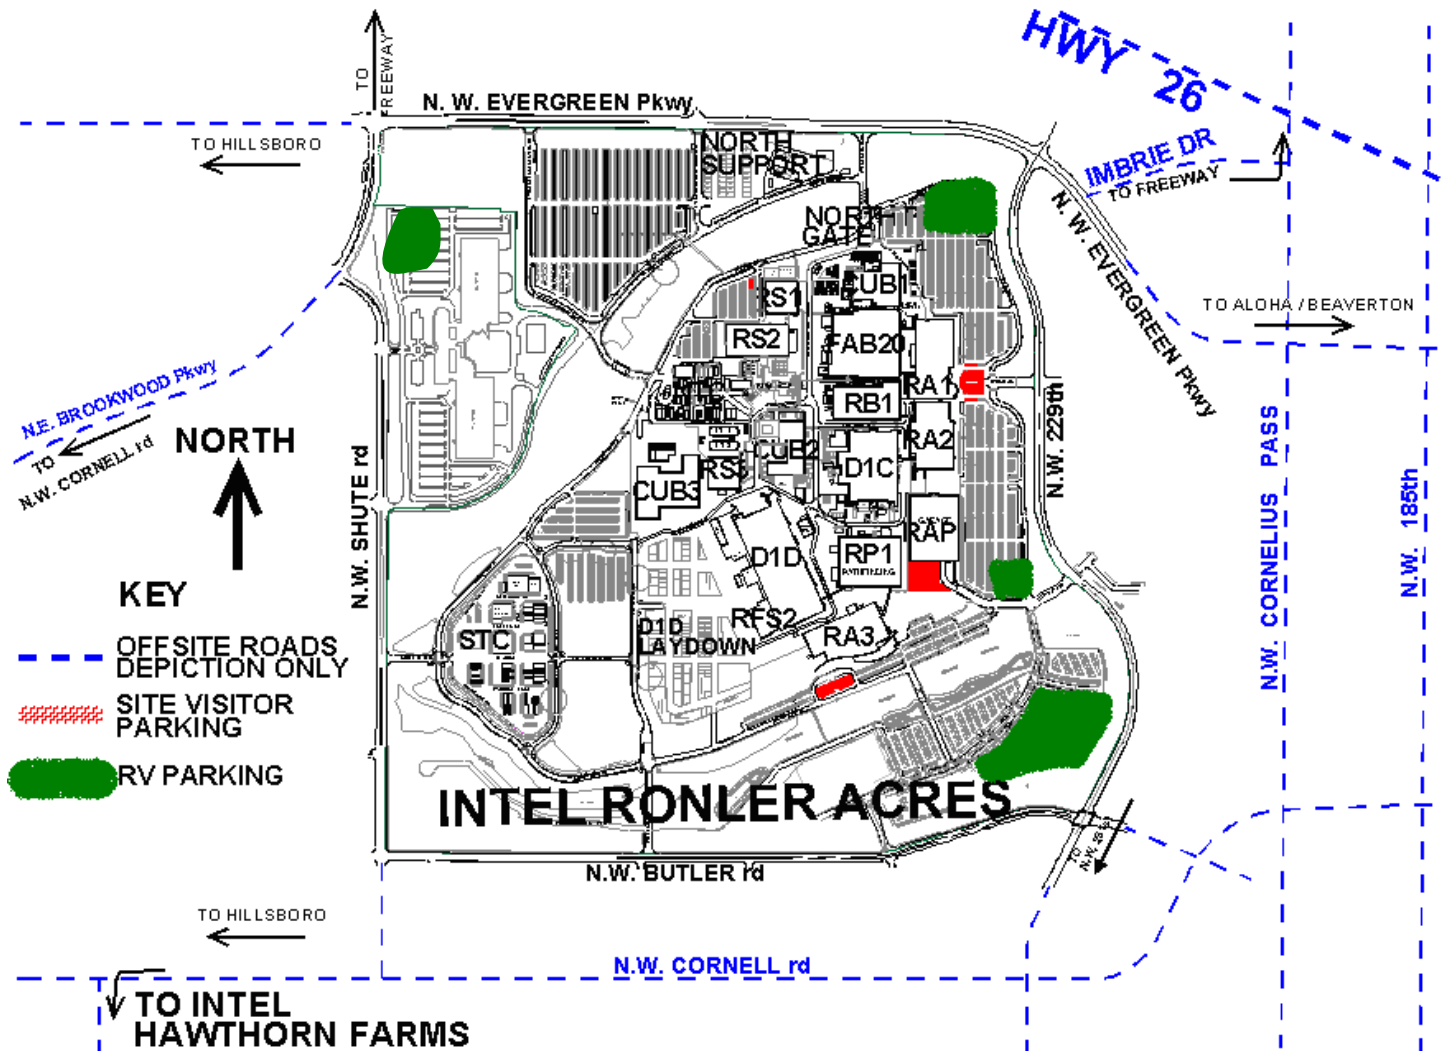 HWY 26
TO
FREEWAY
N. W. EVERGREEN Pkwy
TO HILLSBORO
NORTH
SUPPORT
IMBRIE DR
TO FREEWAY
N. W. EVERGREEN Pkwy
NORTH
GATE
CUB1
RS1
TO ALOHA / BEAVERTON
RS2
FAB20
N.E. BROOKWOOD Pkwy
TO
N.W. CORNELL rd
RA1
RB1
N.W. 229th
NORTH
RA2
CUB2
D1C
RS3
CUB3
N.W. SHUTE rd
N.W. CORNELIUS PASS
N.W. 185th
RAP
D1D
RP1
KEY
RFS2
RA3
STC
D1D
LAYDOWN
OFFSITE ROADS
DEPICTION ONLY
SITE VISITOR
PARKING
RV PARKING
INTEL RONLER ACRES
N.W. BUTLER rd
TO
TO HILLSBORO
N.W. CORNELL rd
TO INTEL
HAWTHORN FARMS